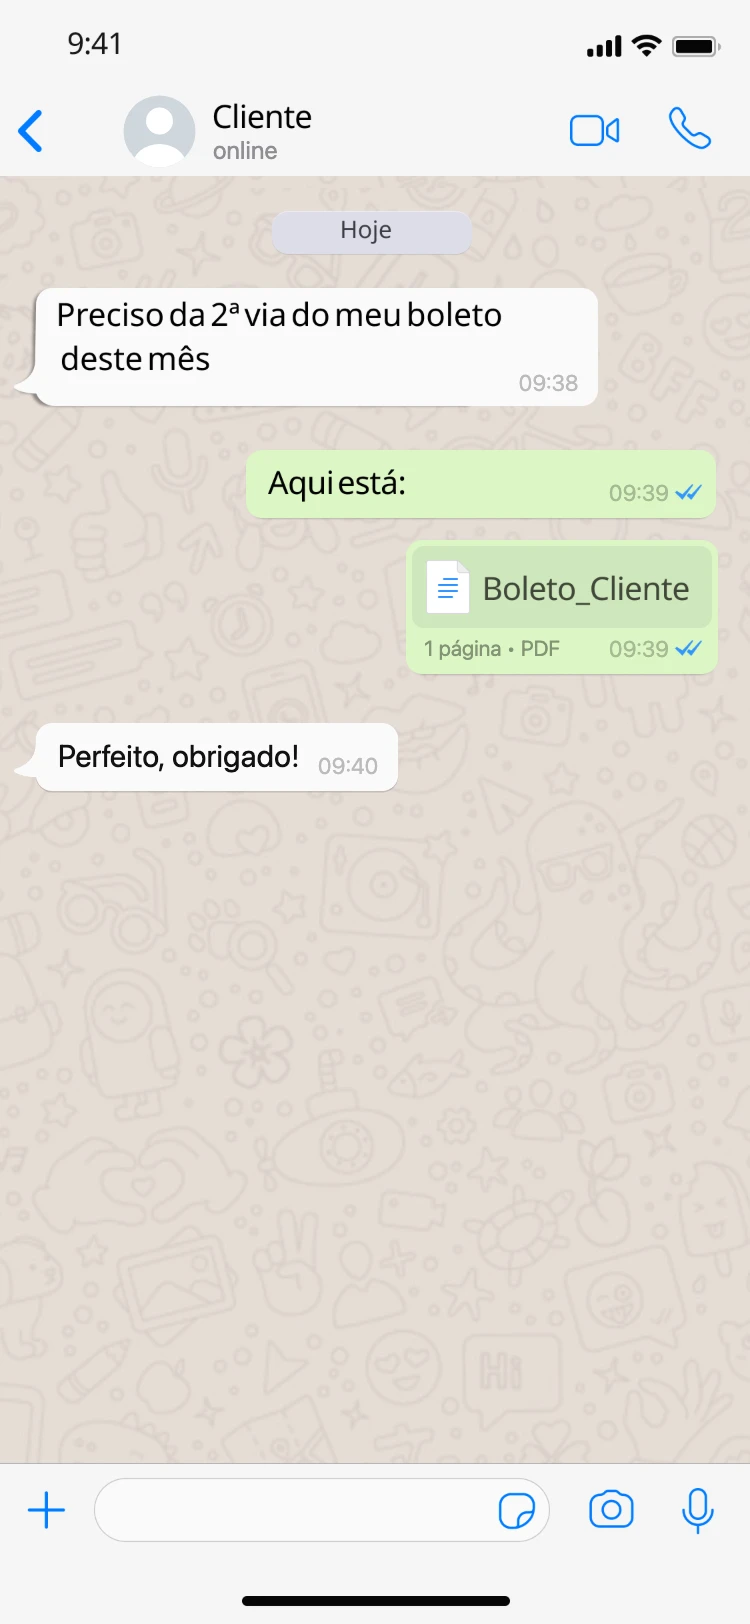 9:41
Cliente
online
Hoje
Preciso da 2ª via do meu boleto
deste mês
09:38
Aqui está:
09:39
Boleto_Cliente
1 página • PDF 09:39
Perfeito, obrigado! 09:40
Hi